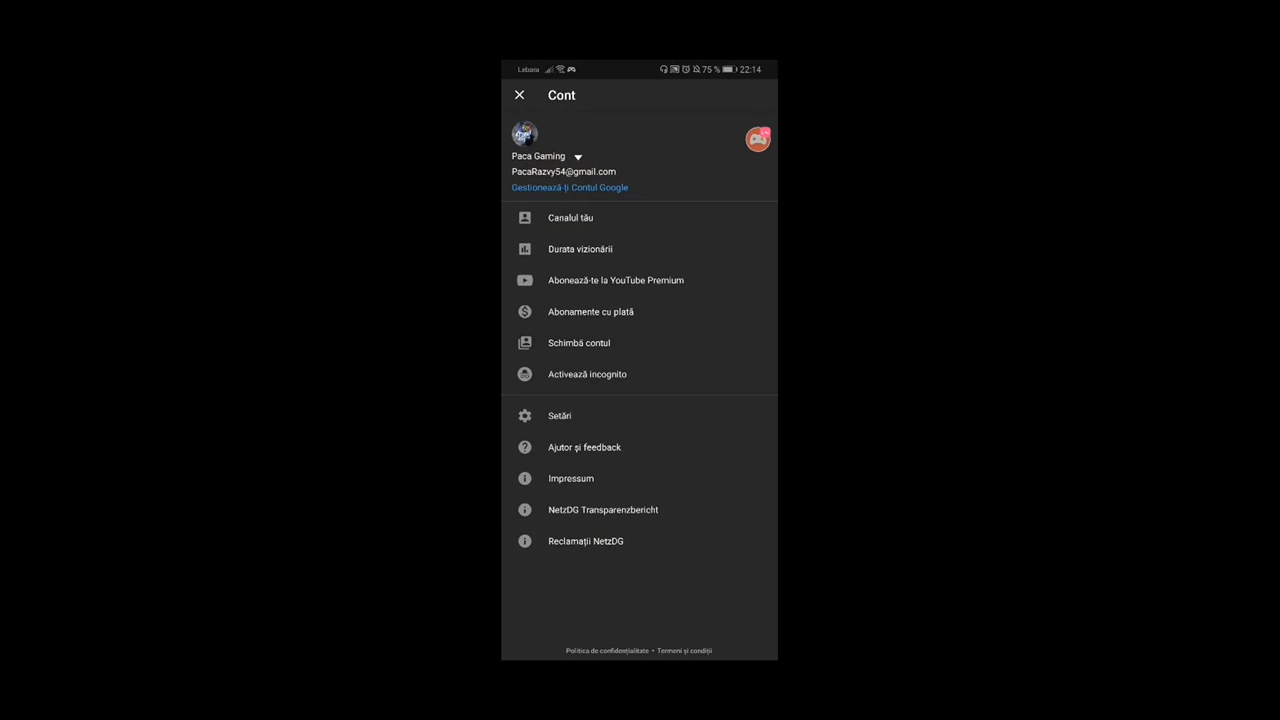 Lebara 75 % 22:14
Cont
Paca Gaming
PacaRazvy54@gmail.com
Gestionează-ți Contul Google
Canalul tău
Durata vizionării
Abonează-te la YouTube Premium
Abonamente cu plată
Schimbă contul
Activează incognito
Setări
Ajutor și feedback
Impressum
NetzDG Transparenzbericht
Reclamații NetzDG
Politica de confidențialitate • Termeni și condiții